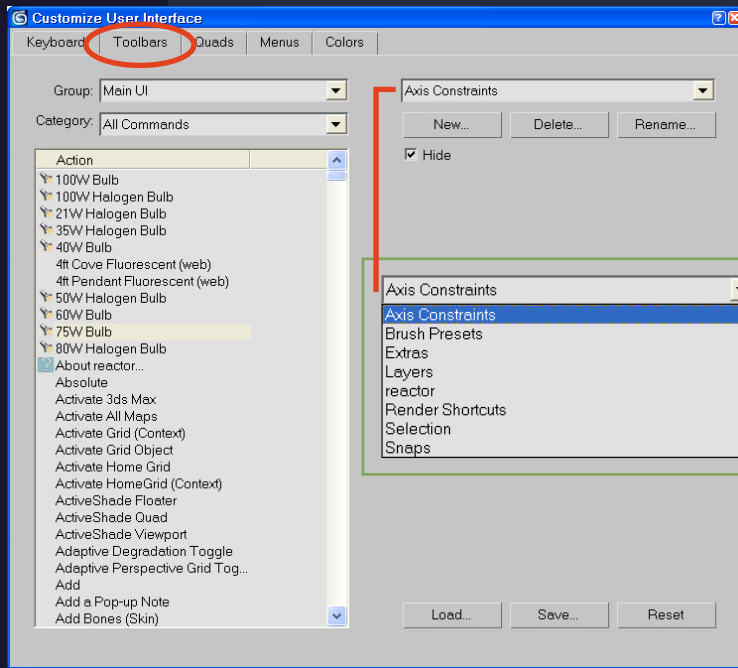 Customize User Interface
Keyboard Toolbars Quads Menus Colors
Group: Main UI
Category: All Commands
Action
100W Bulb
100W Halogen Bulb
21W Halogen Bulb
35W Halogen Bulb
40W Bulb
4ft Cove Fluorescent (web)
4ft Pendant Fluorescent (web)
50W Halogen Bulb
60W Bulb
75W Bulb
80W Halogen Bulb
About reactor...
Absolute
Activate 3ds Max
Activate All Maps
Activate Grid (Context)
Activate Grid Object
Activate Home Grid
Activate HomeGrid (Context)
ActiveShade Floater
ActiveShade Quad
ActiveShade Viewport
Adaptive Degradation Toggle
Adaptive Perspective Grid Tog...
Add
Add a Pop-up Note
Add Bones (Skin)
Axis Constraints
New... Delete... Rename...
Hide
Axis Constraints
Axis Constraints
Brush Presets
Extras
Layers
reactor
Render Shortcuts
Selection
Snaps
Load... Save... Reset